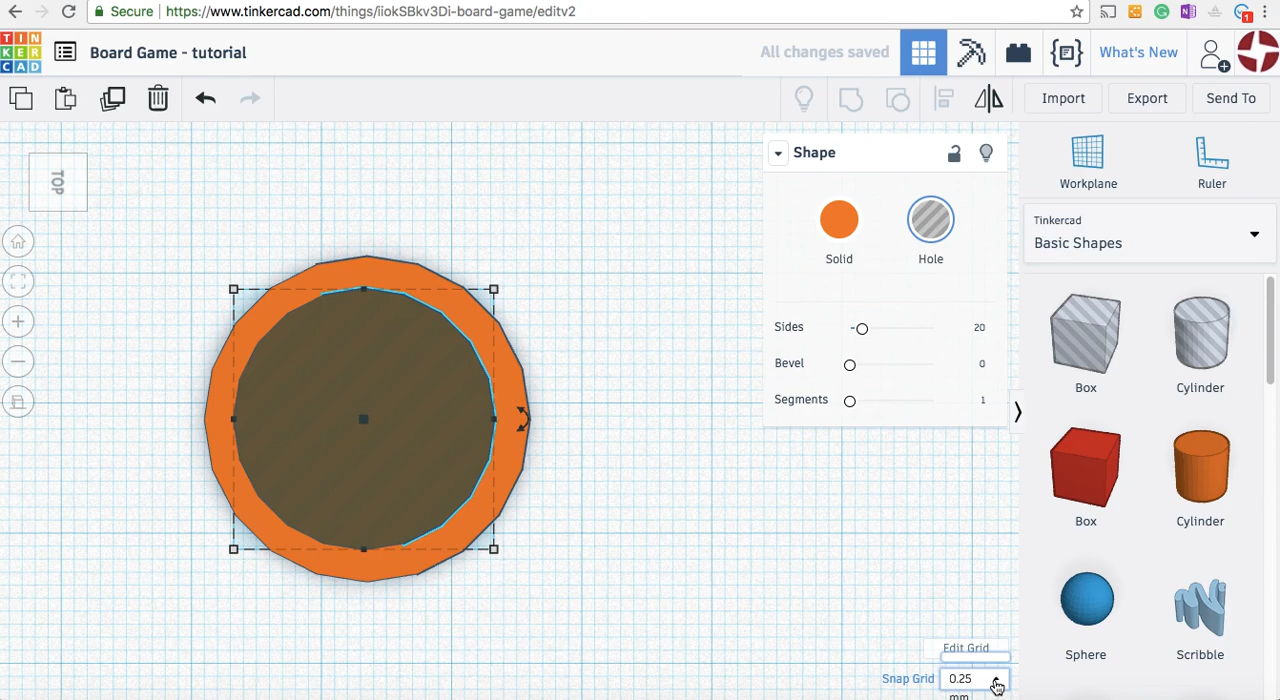 Secure | https://www.tinkercad.com/things/iiokSBkv3Di-board-game/editv2
1
TIN
KER
CAD
Board Game - tutorial
All changes saved
What's New
Import
Export
Send To
TOP
Shape
Workplane
Ruler
Solid
Hole
Tinkercad
Basic Shapes
Sides
20
Bevel
0
Segments
1
Box
Cylinder
Box
Cylinder
Sphere
Scribble
Edit Grid
Snap Grid
0.25
mm